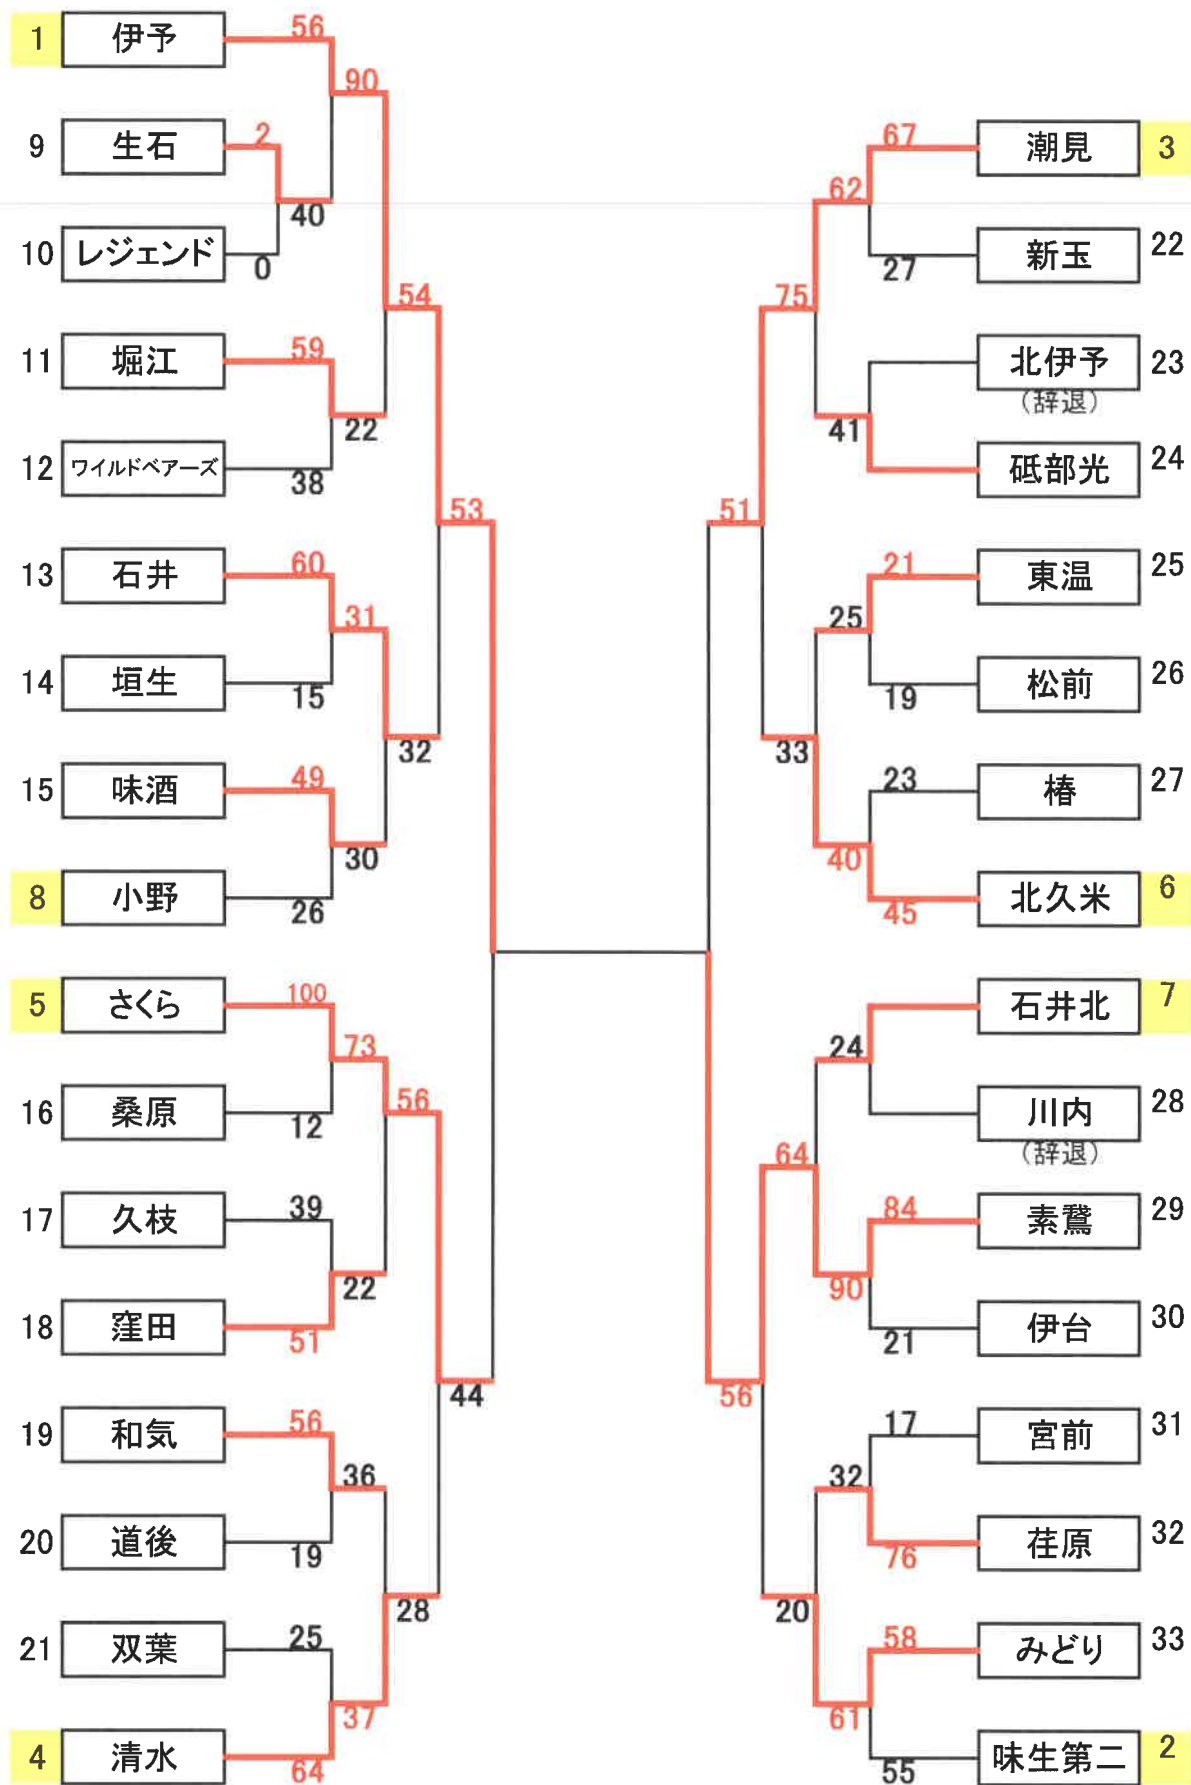 1 伊予 56
90
9 生石 2
40
10 レジェンド 0
54
11 堀江 59
22
12 ワイルドベアーズ 38
53
13 石井 60
31
14 垣生 15
32
15 味酒 49
30
8 小野 26
5 さくら 100
73
16 桑原 12
56
17 久枝 39
22
18 窪田 51
44
19 和気 56
36
20 道後 19
28
21 双葉 25
37
4 清水 64
67 潮見 3
62
27 新玉 22
75
北伊予 23
(辞退)
41
砥部光 24
51
21 東温 25
25
19 松前 26
33
23 椿 27
40
45 北久米 6
石井北 7
24
川内 28
(辞退)
64
84 素鵞 29
90
21 伊台 30
56
17 宮前 31
32
76 荏原 32
20
58 みどり 33
61
55 味生第二 2